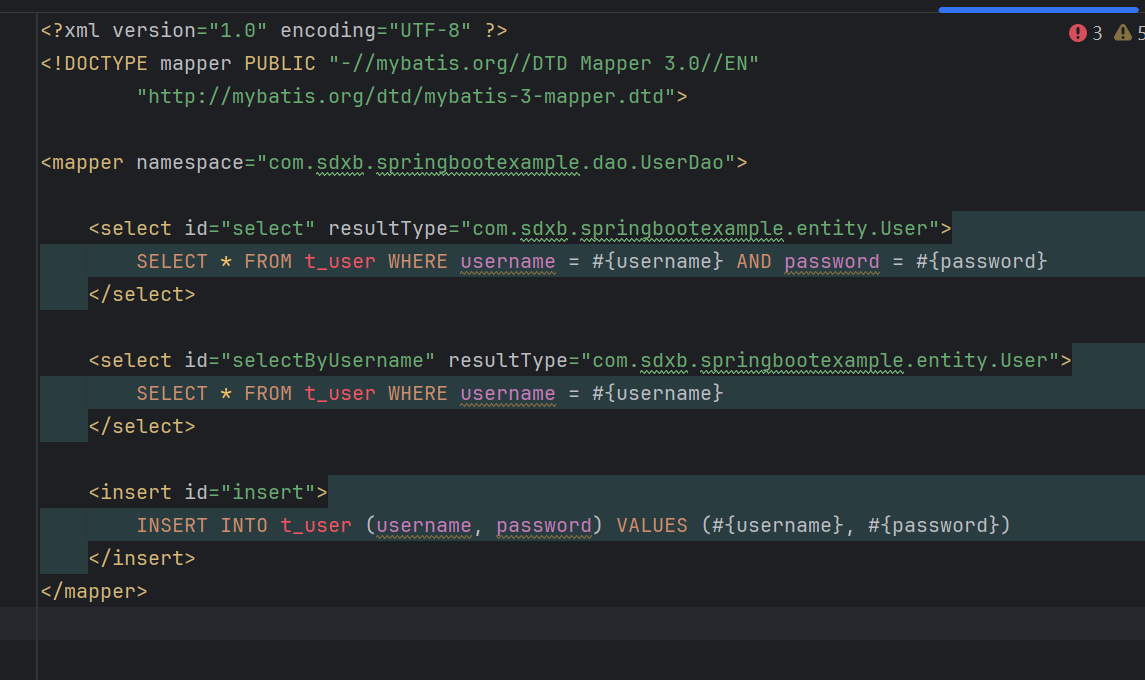 <?xml version="1.0" encoding="UTF-8" ?>
3 5
<!DOCTYPE mapper PUBLIC "-//mybatis.org//DTD Mapper 3.0//EN"
"http://mybatis.org/dtd/mybatis-3-mapper.dtd">
<mapper namespace="com.sdxb.springbootexample.dao.UserDao">
<select id="select" resultType="com.sdxb.springbootexample.entity.User">
SELECT * FROM t_user WHERE username = #{username} AND password = #{password}
</select>
<select id="selectByUsername" resultType="com.sdxb.springbootexample.entity.User">
SELECT * FROM t_user WHERE username = #{username}
</select>
<insert id="insert">
INSERT INTO t_user (username, password) VALUES (#{username}, #{password})
</insert>
</mapper>